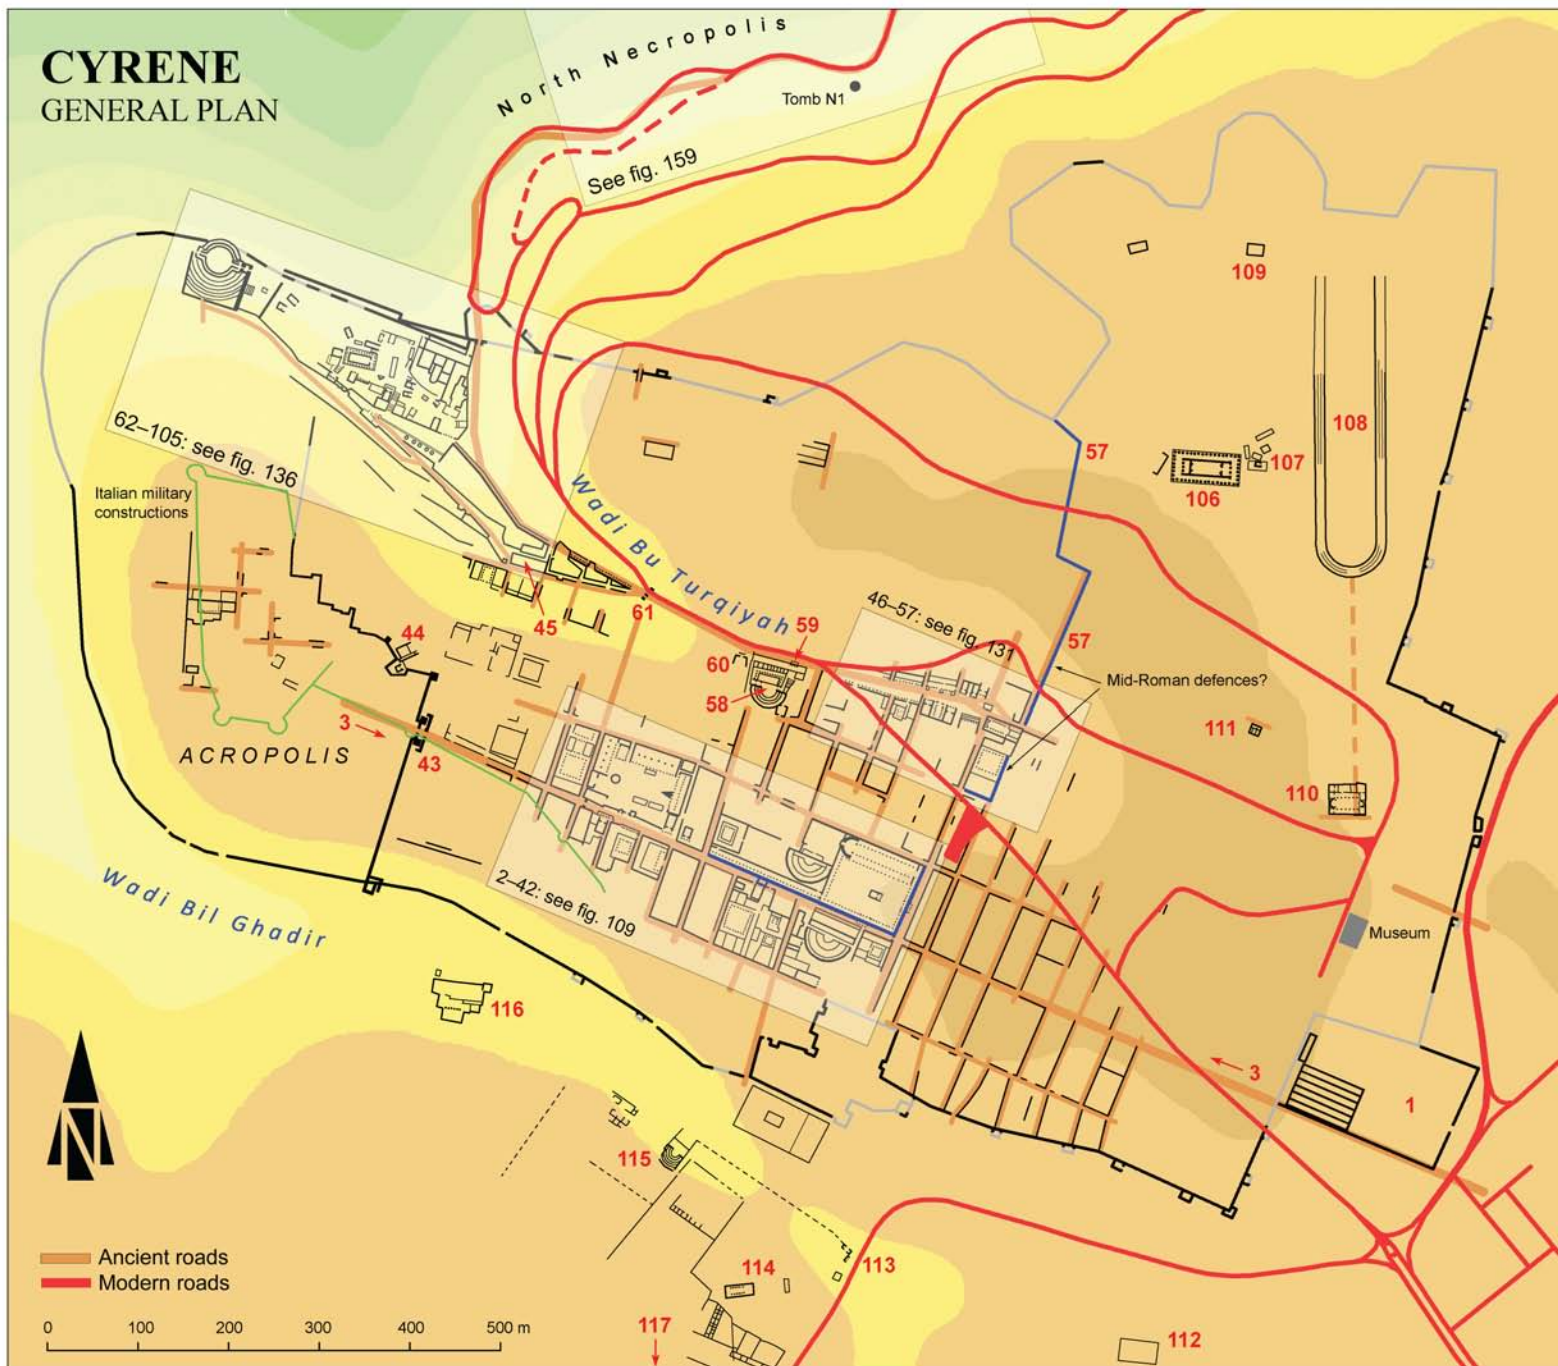 CYRENE
GENERAL PLAN
North Necropolis
Tomb N1
See fig. 159
109
108
62–105: see fig. 136
57
107
106
Italian military
constructions
Wadi Bu Turqiyah
46–57: see fig. 131
59
61
45
44
60
57
58
Mid-Roman defences?
3
111
ACROPOLIS
43
110
2–42: see fig. 109
Wadi Bil Ghadir
Museum
116
3
1
115
Ancient roads
Modern roads
114
113
0 100 200 300 400 500 m
117
112
N